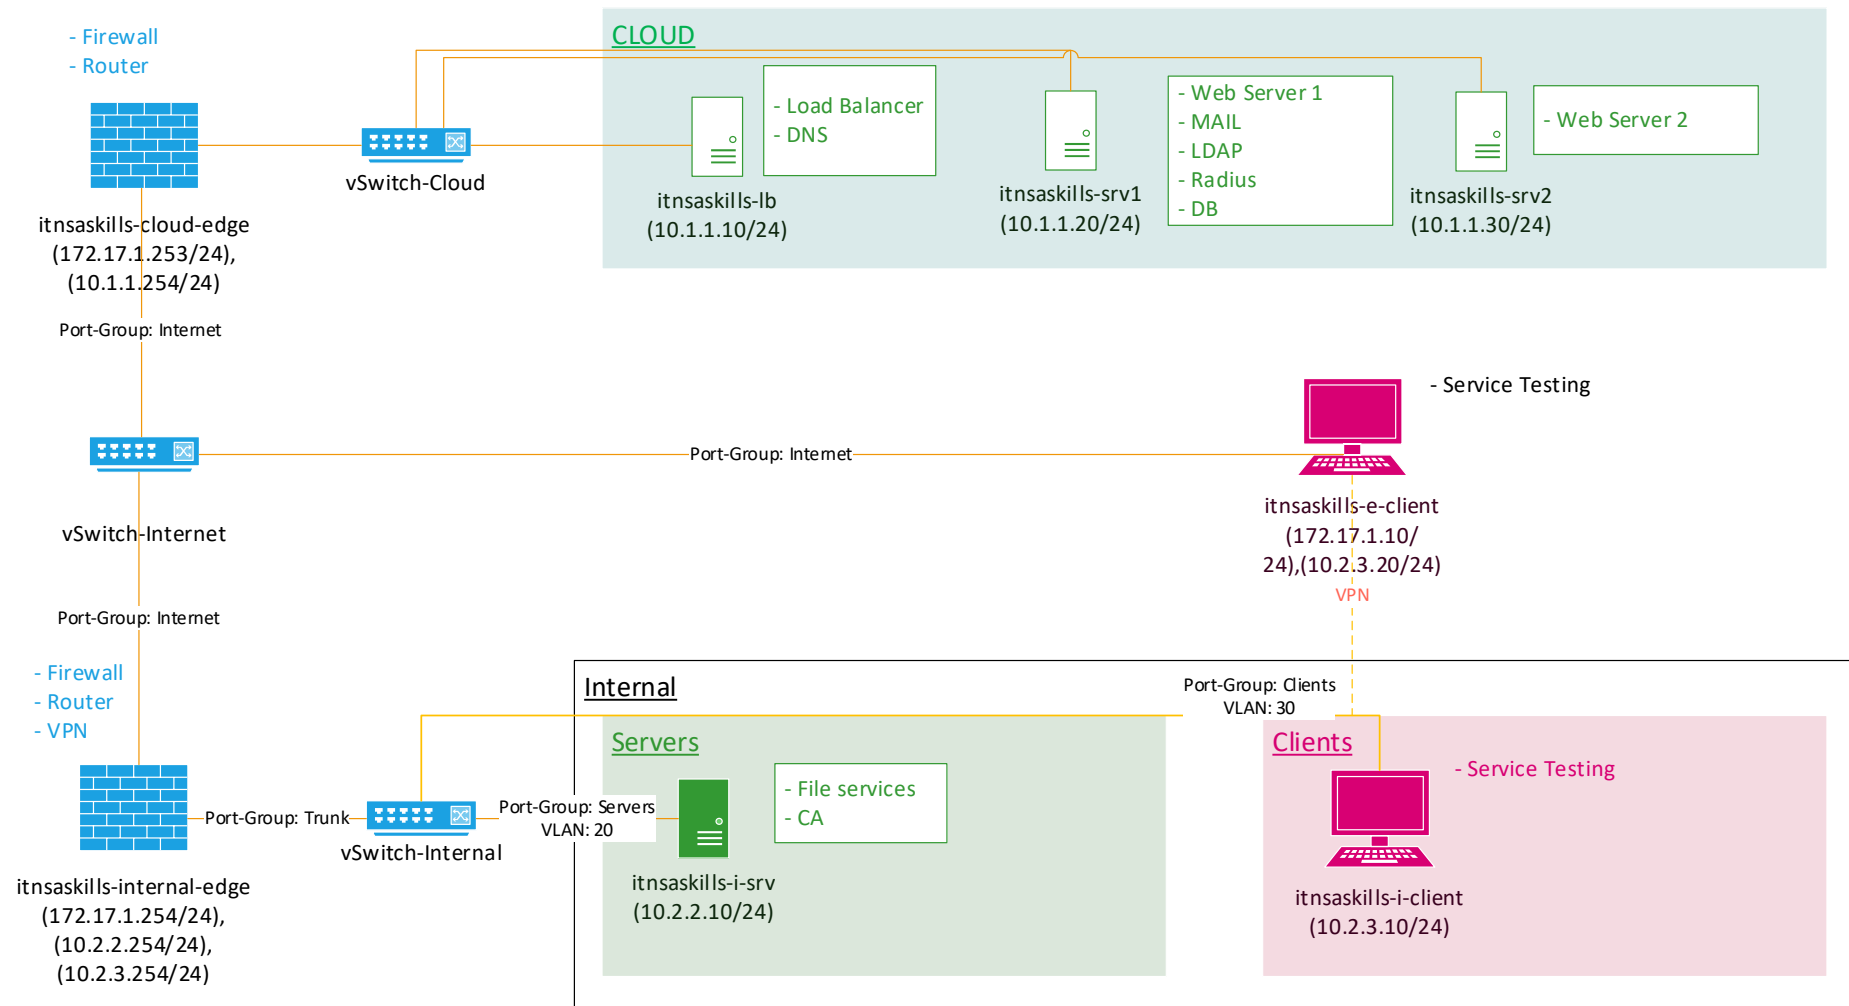 - Firewall
- Router
itnsaskills-cloud-edge
(172.17.1.253/24),
(10.1.1.254/24)
vSwitch-Cloud
CLOUD
- Load Balancer
- DNS
itnsaskills-lb
(10.1.1.10/24)
itnsaskills-srv1
(10.1.1.20/24)
- Web Server 1
- MAIL
- LDAP
- Radius
- DB
itnsaskills-srv2
(10.1.1.30/24)
- Web Server 2
Port-Group: Internet
vSwitch-Internet
Port-Group: Internet
- Service Testing
itnsaskills-e-client
(172.17.1.10/
24),(10.2.3.20/24)
VPN
Port-Group: Internet
- Firewall
- Router
- VPN
itnsaskills-internal-edge
(172.17.1.254/24),
(10.2.2.254/24),
(10.2.3.254/24)
Port-Group: Trunk
vSwitch-Internal
Internal
Port-Group: Clients
VLAN: 30
Port-Group: Servers
VLAN: 20
Servers
- File services
- CA
itnsaskills-i-srv
(10.2.2.10/24)
Clients
- Service Testing
itnsaskills-i-client
(10.2.3.10/24)